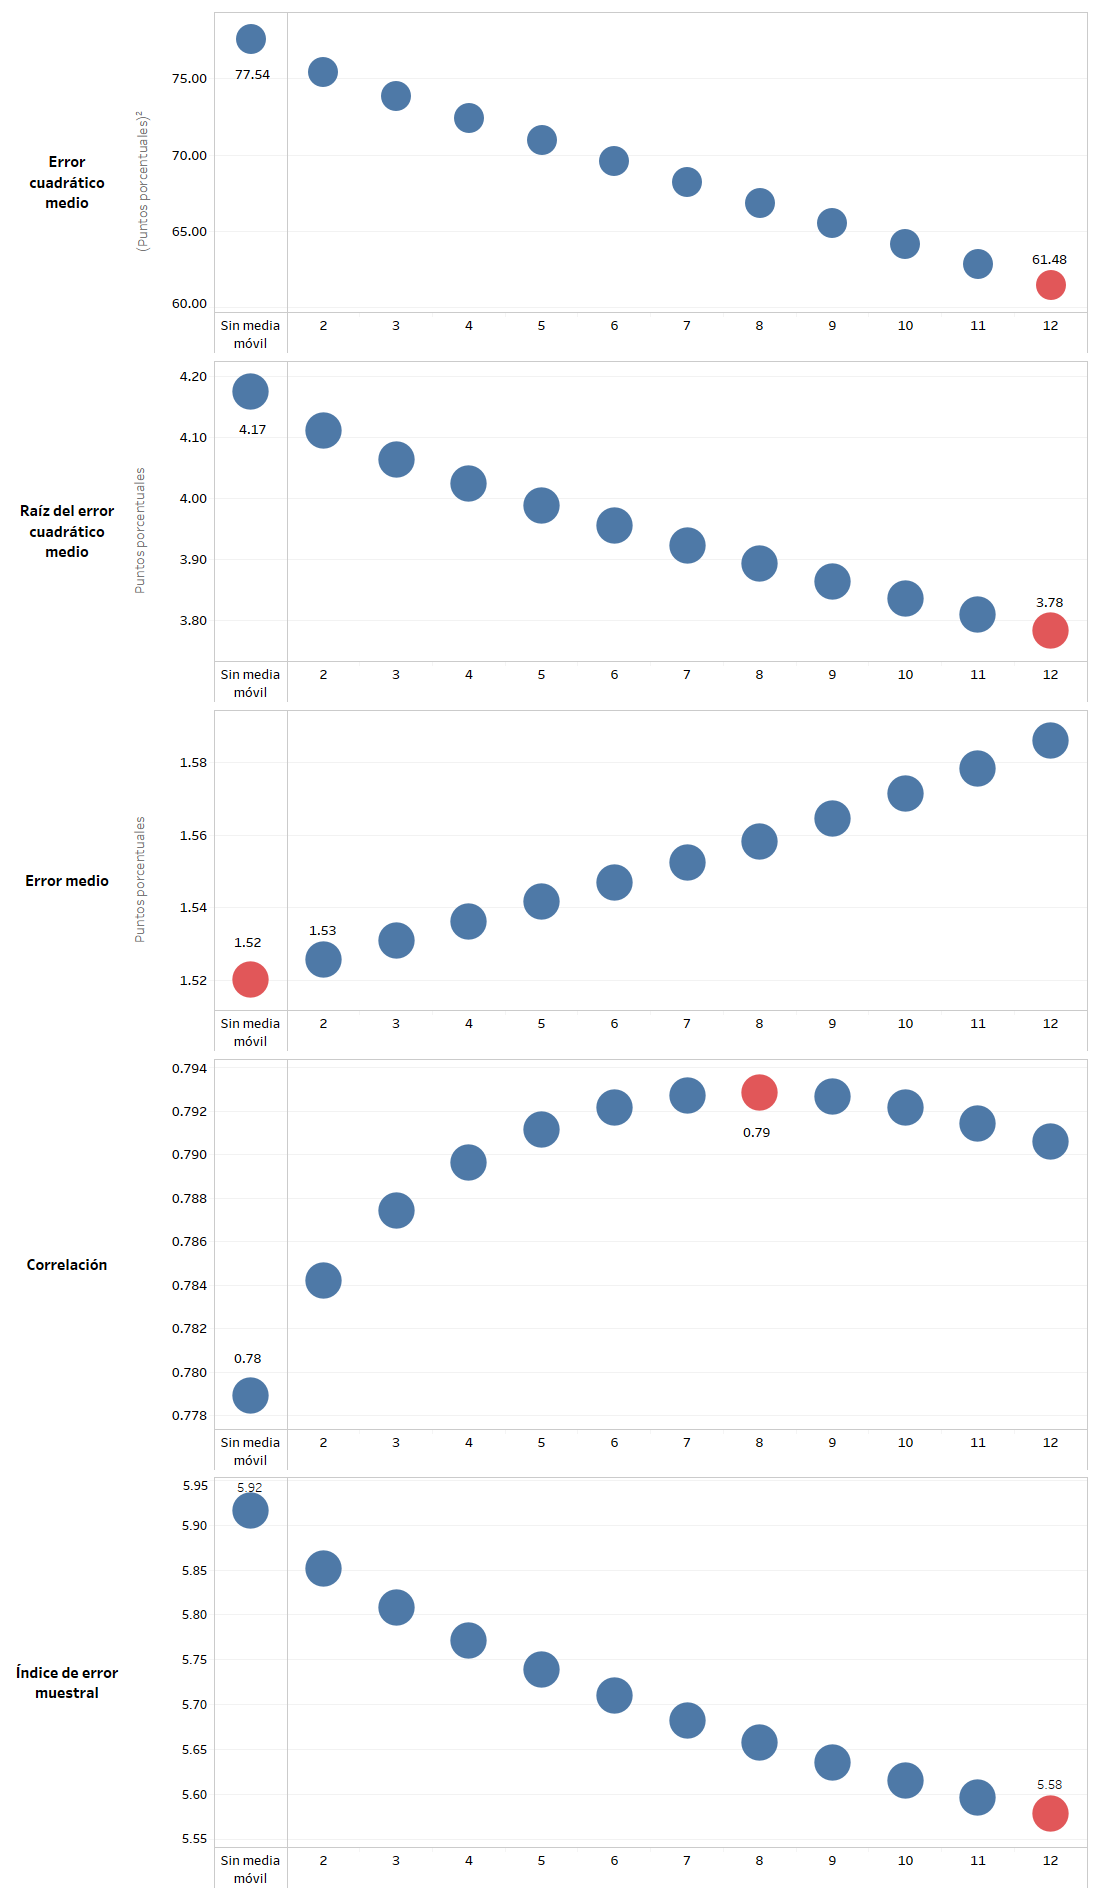 Error
cuadrático
medio
(Puntos porcentuales)²
75.00
70.00
65.00
60.00
77.54
61.48
Sin media
móvil
2 3 4 5 6 7 8 9 10 11 12
Raíz del error
cuadrático
medio
Puntos porcentuales
4.20
4.10
4.00
3.90
3.80
4.17
3.78
Sin media
móvil
2 3 4 5 6 7 8 9 10 11 12
Error medio
Puntos porcentuales
1.58
1.56
1.54
1.52
1.52
1.53
Sin media
móvil
2 3 4 5 6 7 8 9 10 11 12
Correlación
0.794
0.792
0.790
0.788
0.786
0.784
0.782
0.780
0.778
0.78
0.79
Sin media
móvil
2 3 4 5 6 7 8 9 10 11 12
Índice de error
muestral
5.95
5.90
5.85
5.80
5.75
5.70
5.65
5.60
5.55
5.92
5.58
Sin media
móvil
2 3 4 5 6 7 8 9 10 11 12